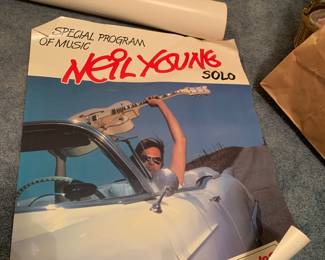 SPECIAL PROGRAM
OF MUSIC
NEIL YOUNG
SOLO